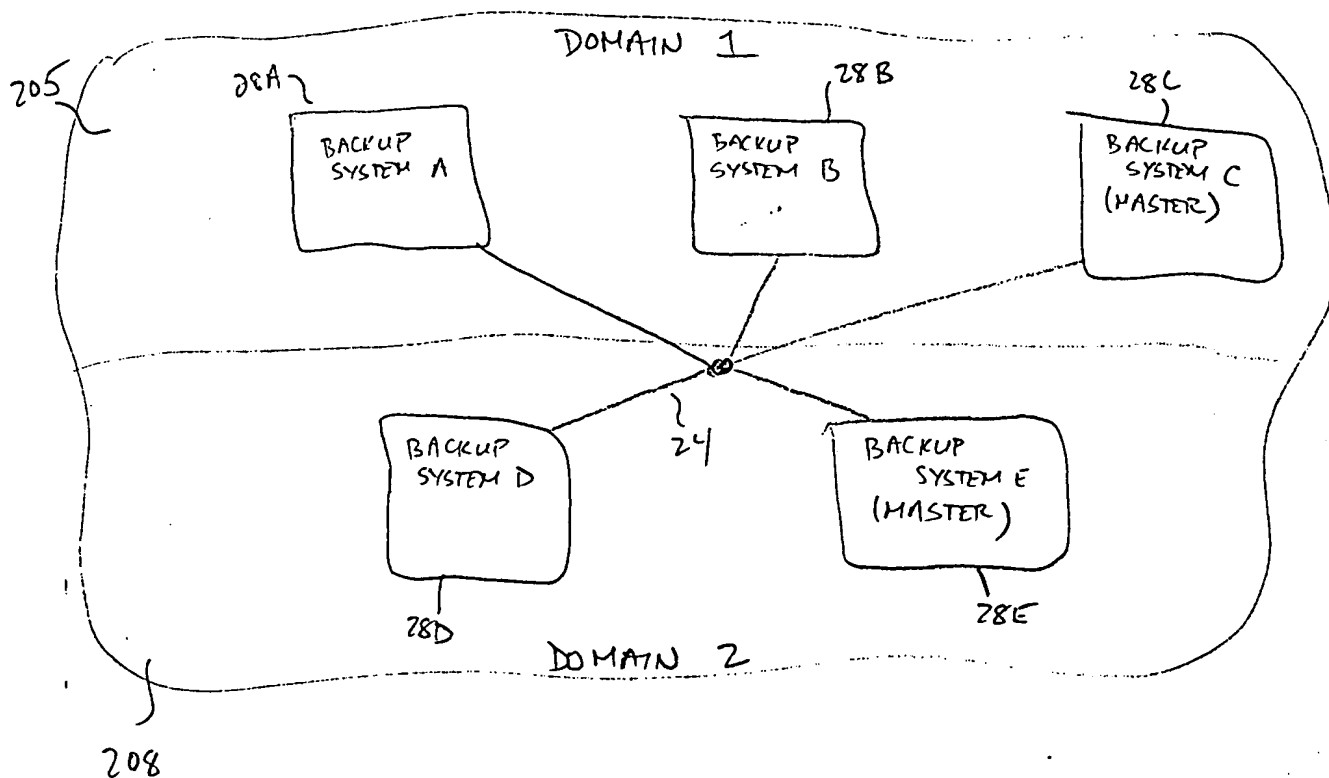 DOMAIN 1
205
28A
28B
28C
BACKUP
SYSTEM A
BACKUP
SYSTEM B
BACKUP
SYSTEM C
(MASTER)
24
BACKUP
SYSTEM D
BACKUP
SYSTEM E
(MASTER)
28D
28E
DOMAIN 2
208